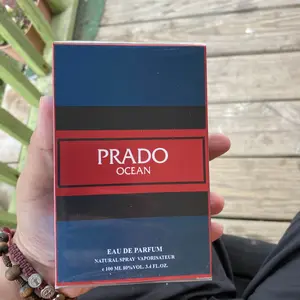 PRADO
OCEAN
EAU DE PARFUM
NATURAL SPRAY VAPORISATEUR
e 100 ML 80%VOL. 3.4 FL.OZ.